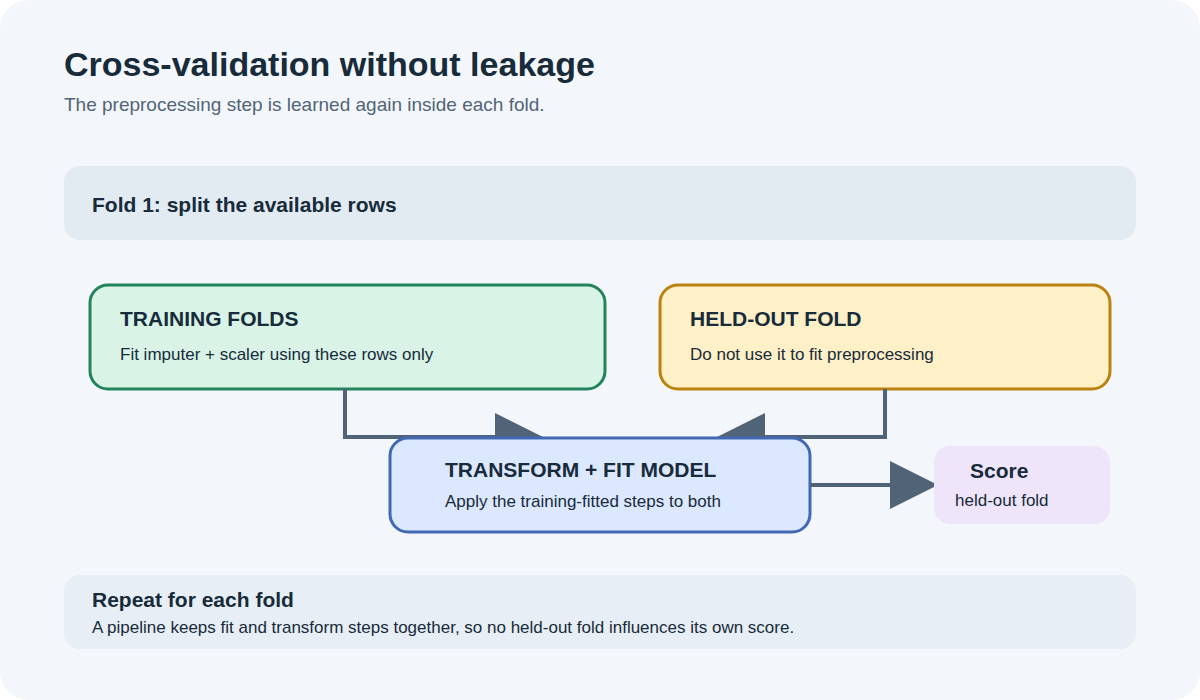 Cross-validation without leakage
The preprocessing step is learned again inside each fold.
Fold 1: split the available rows
TRAINING FOLDS
Fit imputer + scaler using these rows only
HELD-OUT FOLD
Do not use it to fit preprocessing
TRANSFORM + FIT MODEL
Apply the training-fitted steps to both
Score
held-out fold
Repeat for each fold
A pipeline keeps fit and transform steps together, so no held-out fold influences its own score.